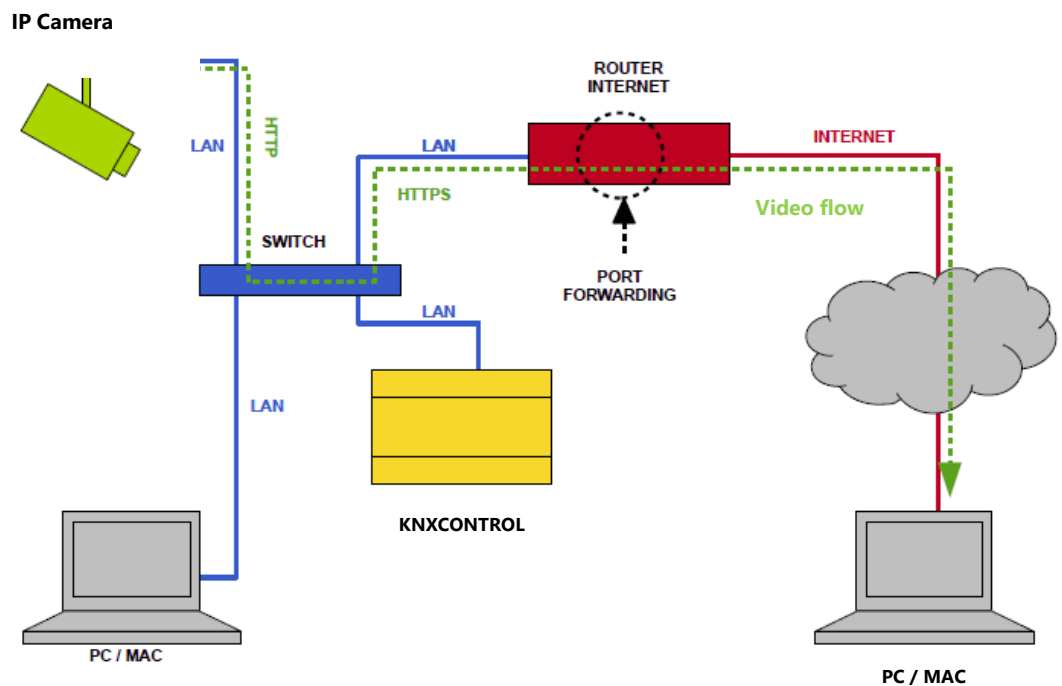 IP Camera
ROUTER
INTERNET
HTTP
LAN
LAN
INTERNET
HTTPS
Video flow
SWITCH
PORT
FORWARDING
LAN
LAN
KNXCONTROL
PC / MAC
PC / MAC